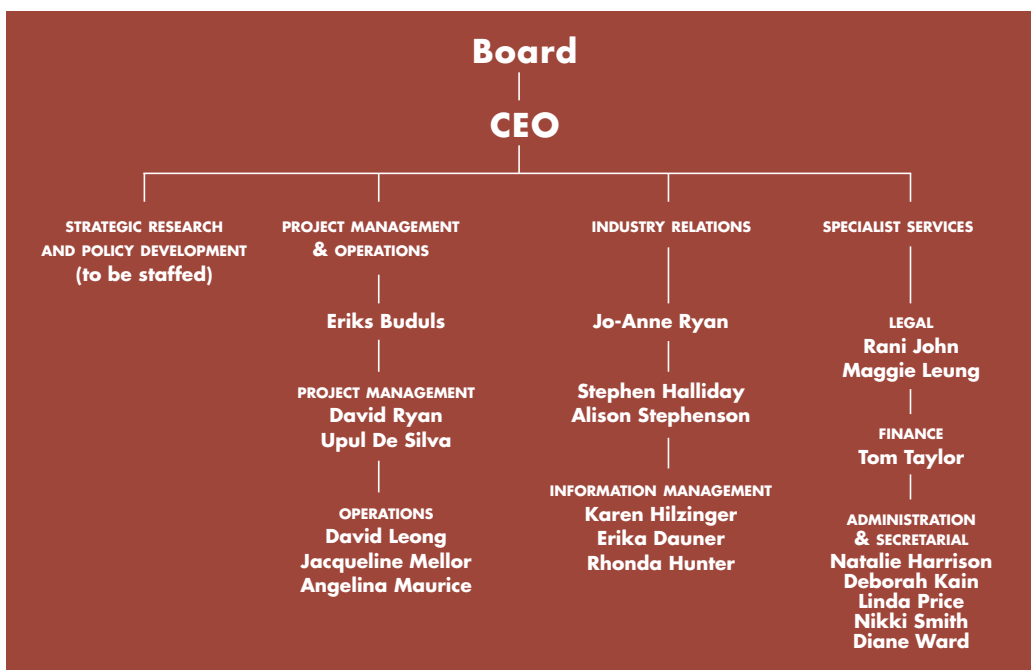 Board
CEO
STRATEGIC RESEARCH
AND POLICY DEVELOPMENT
(to be staffed)
PROJECT MANAGEMENT
& OPERATIONS
Eriks Buduls
PROJECT MANAGEMENT
David Ryan
Upul De Silva
OPERATIONS
David Leong
Jacqueline Mellor
Angelina Maurice
INDUSTRY RELATIONS
Jo-Anne Ryan
Stephen Halliday
Alison Stephenson
INFORMATION MANAGEMENT
Karen Hilzinger
Erika Dauner
Rhonda Hunter
SPECIALIST SERVICES
LEGAL
Rani John
Maggie Leung
FINANCE
Tom Taylor
ADMINISTRATION
& SECRETARIAL
Natalie Harrison
Deborah Kain
Linda Price
Nikki Smith
Diane Ward